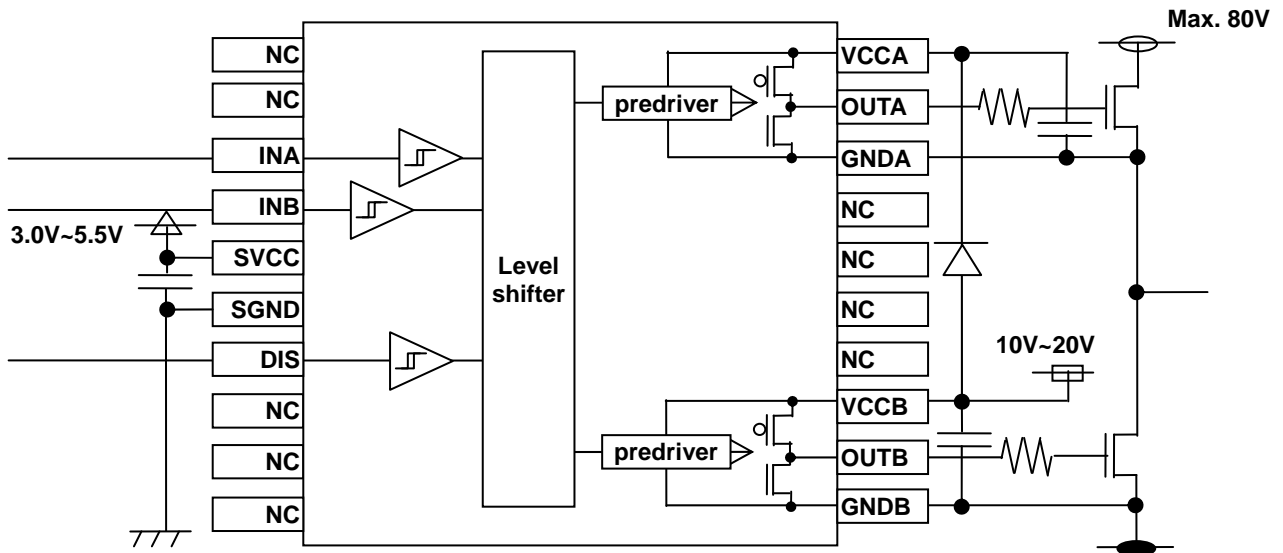 Max. 80V
NC
NC
INA
INB
3.0V~5.5V
SVCC
SGND
DIS
NC
NC
NC
Level
shifter
predriver
predriver
VCCA
OUTA
GNDA
NC
NC
NC
NC
10V~20V
VCCB
OUTB
GNDB